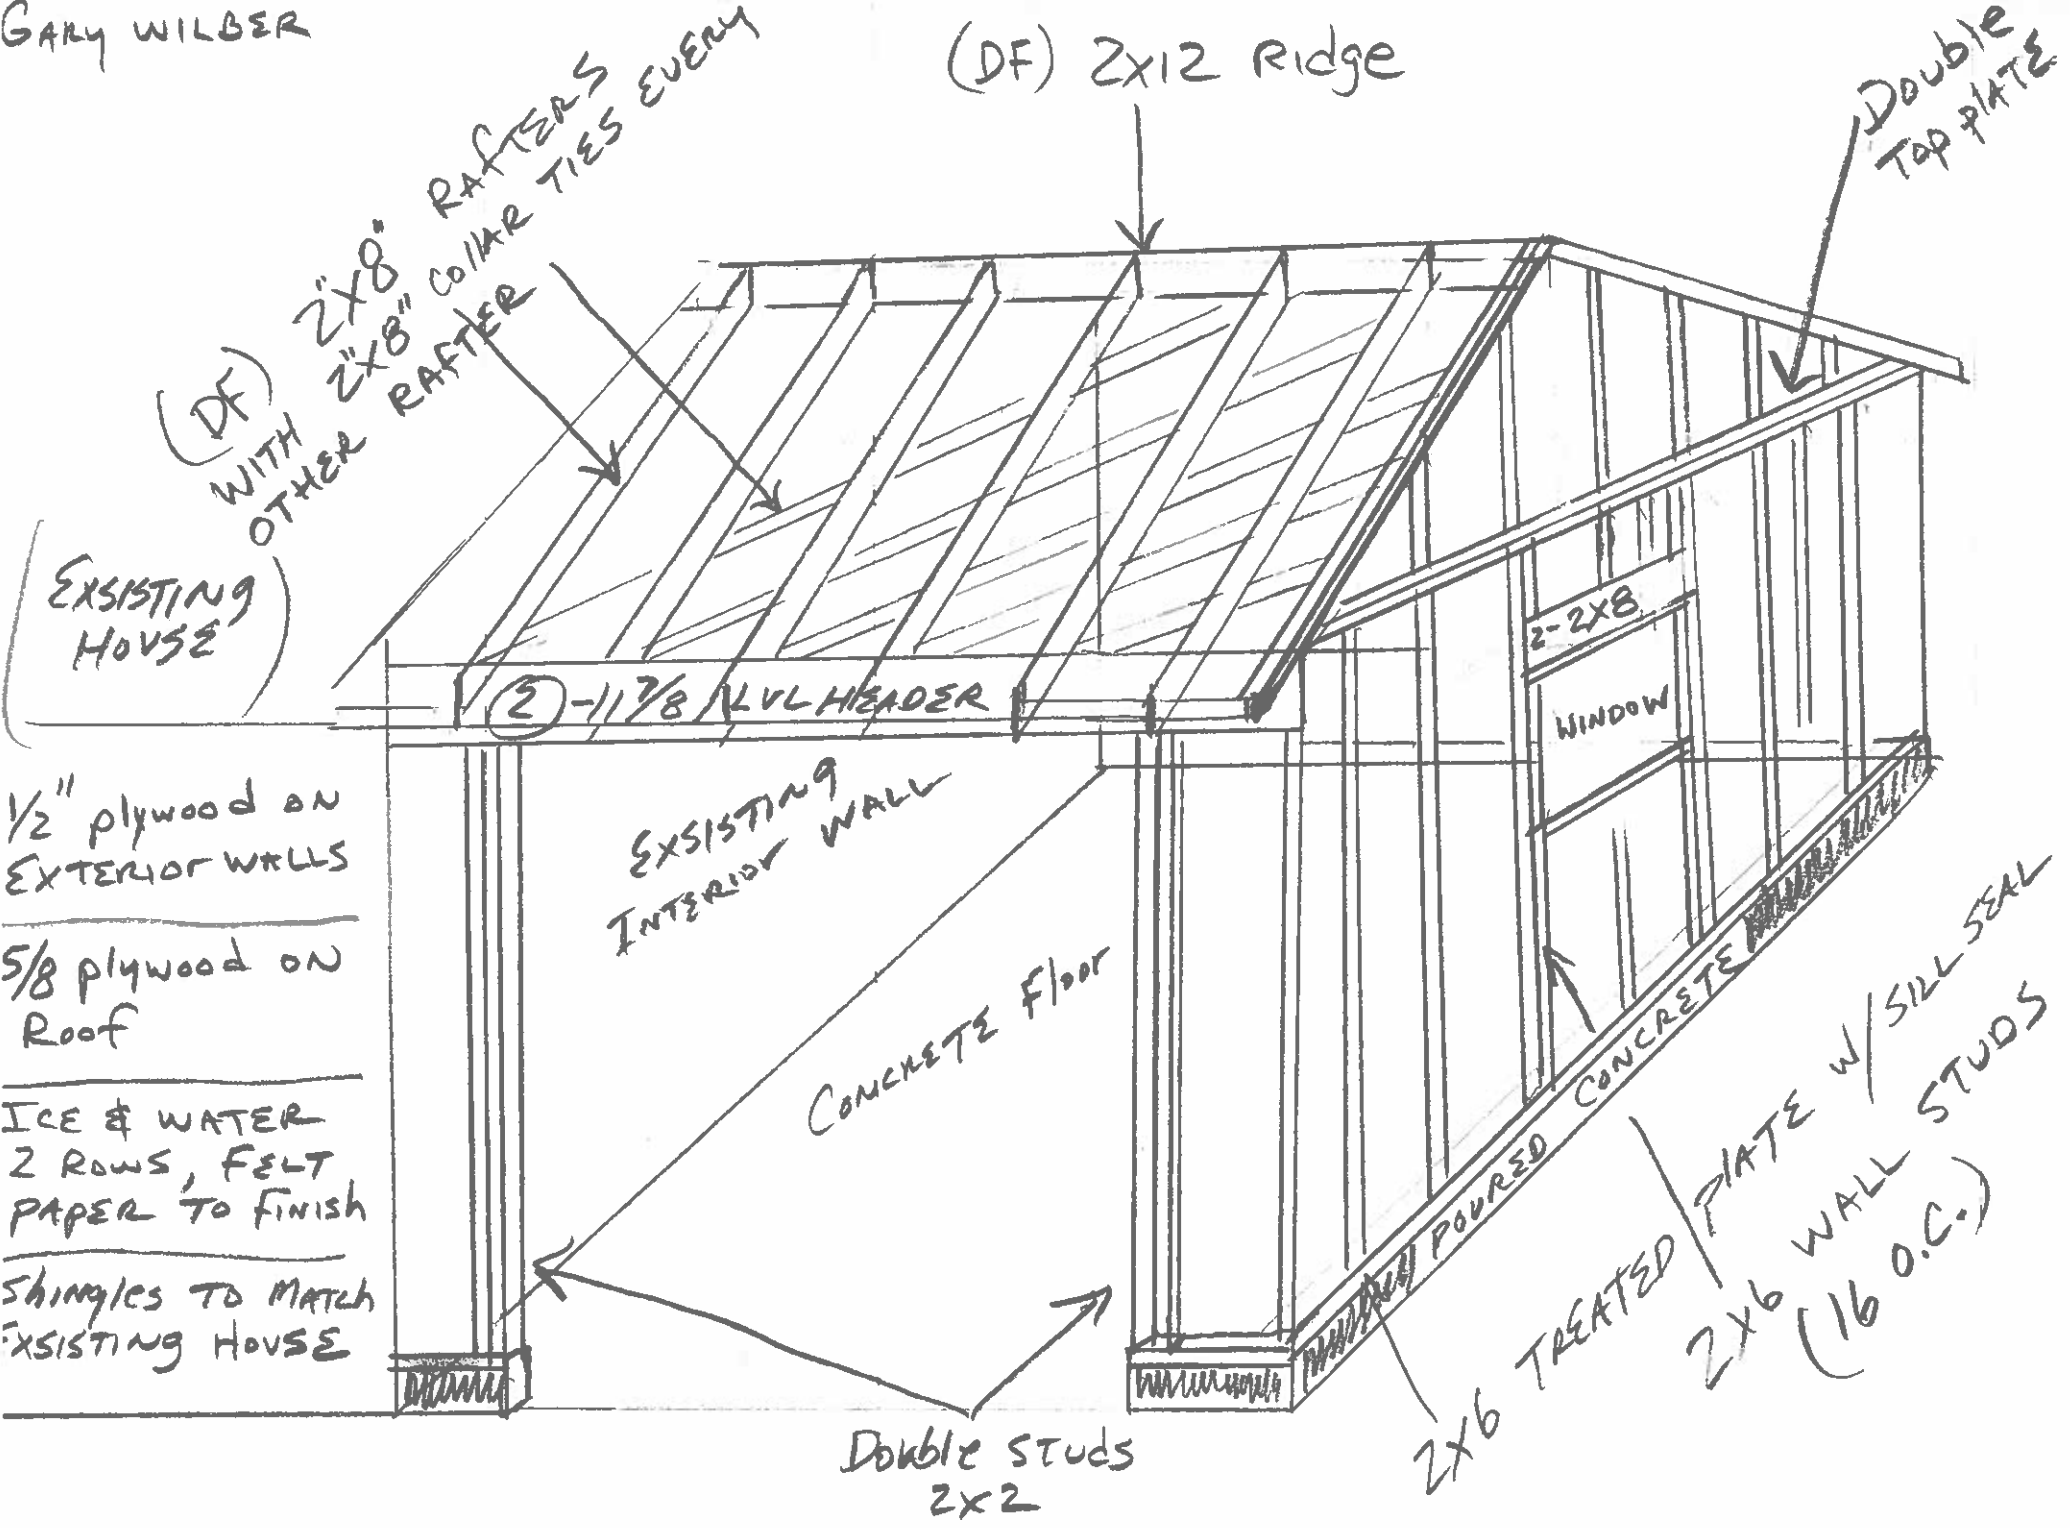 GARY WILBER
(DF) 2x12 Ridge
Double
Top plATE
(DF) 2"x8" RAfTERS
WITH 2"x8" collAR TIES EVERY
OTHER RAFTER
(EXSISTING
HOUSE)
2-2x8
WINDOW
(2) -11 7/8 LVL HEADER
1/2" plywood ON
EXTERIOR WALLS
5/8 plywood ON
Roof
ICE & WATER
2 ROWS, FELT
PAPER TO FINISH
ShINglEs TO MATCH
EXSISTING HOUSE
EXSISTING
INTERIOR WALL
CONCRETE Floor
POURED CONCRETE
2x6 TREATED PlATE W/ SILL SEAL
2x6 WALL STUDS
(16 O.C.)
Double STuds
2x2